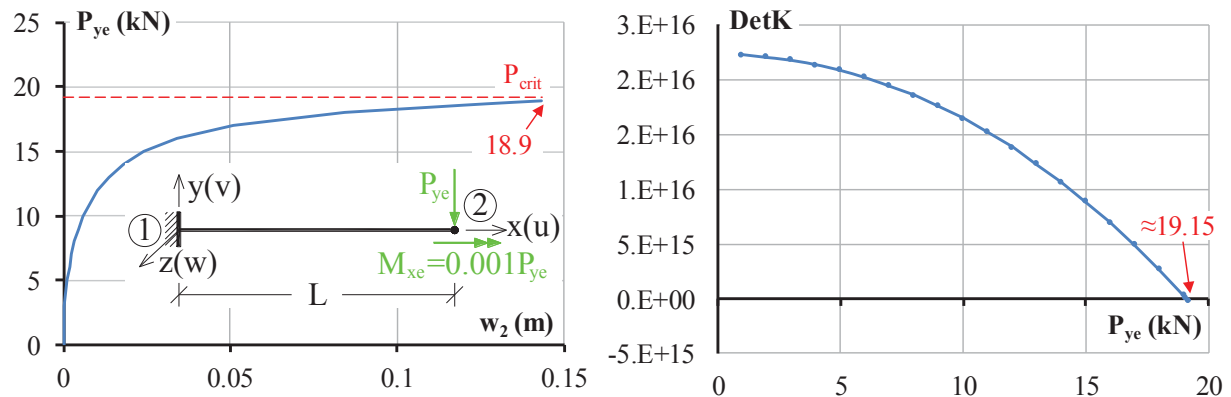 P_ye (kN)
25
20
15
10
5
0
P_crit
18.9
y(v)
P_ye
①
②
x(u)
z(w)
M_xe=0.001P_ye
L
w_2 (m)
0
0.05
0.1
0.15
DetK
3.E+16
2.E+16
2.E+16
1.E+16
5.E+15
0.E+00
-5.E+15
≈19.15
P_ye (kN)
0
5
10
15
20